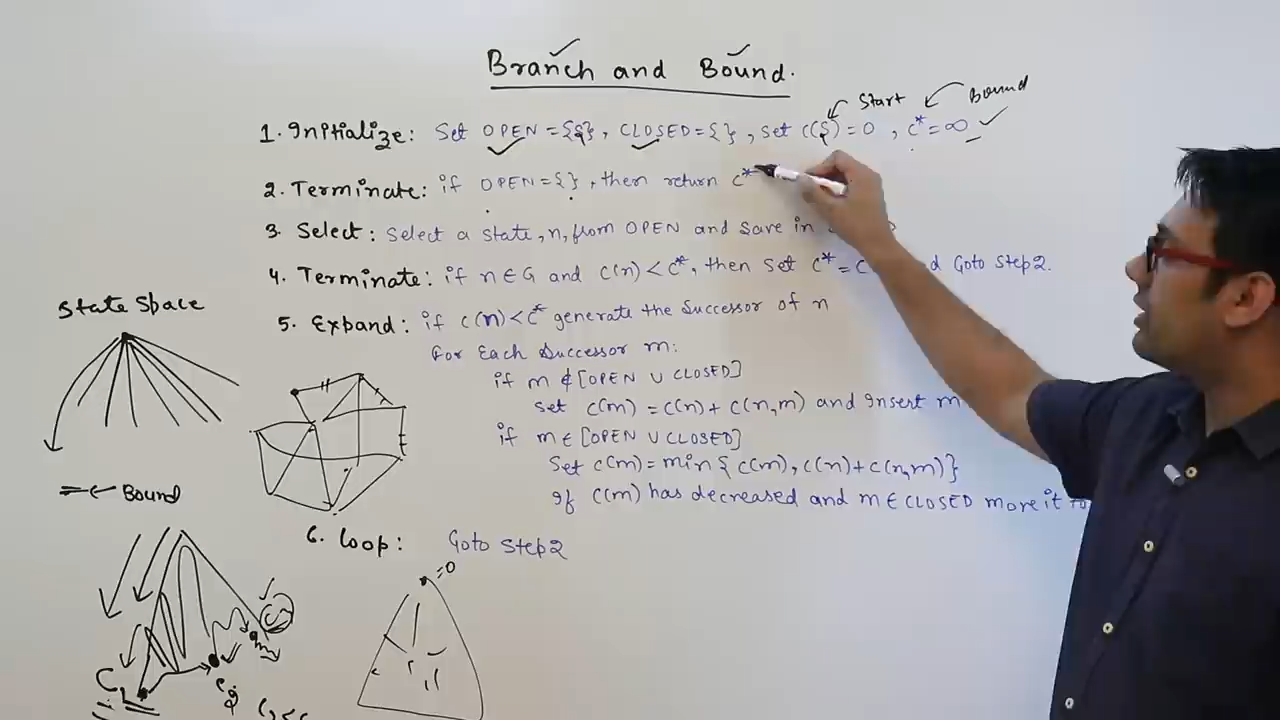 Branch and Bound.
Start
Bound
1. Initialize: Set OPEN = {S}, CLOSED = { }, set C(S) = 0, C* = ∞
2. Terminate: if OPEN = { }, then return C*
3. Select: Select a state, n, from OPEN and save in
4. Terminate: if n ∈ G and C(n) < C*, then set C* = C Goto Step 2.
5. Expand: if C(n) < C* generate the Successor of n
For Each Successor m:
if m ∉ [OPEN ∪ CLOSED]
set C(m) = C(n) + C(n,m) and Insert m
if m ∈ [OPEN ∪ CLOSED]
Set C(m) = min {C(m), C(n) + C(n,m)}
If C(m) has decreased and m ∈ CLOSED move it to
6. Loop: Goto Step 2
State Space
Bound
= 0
C1